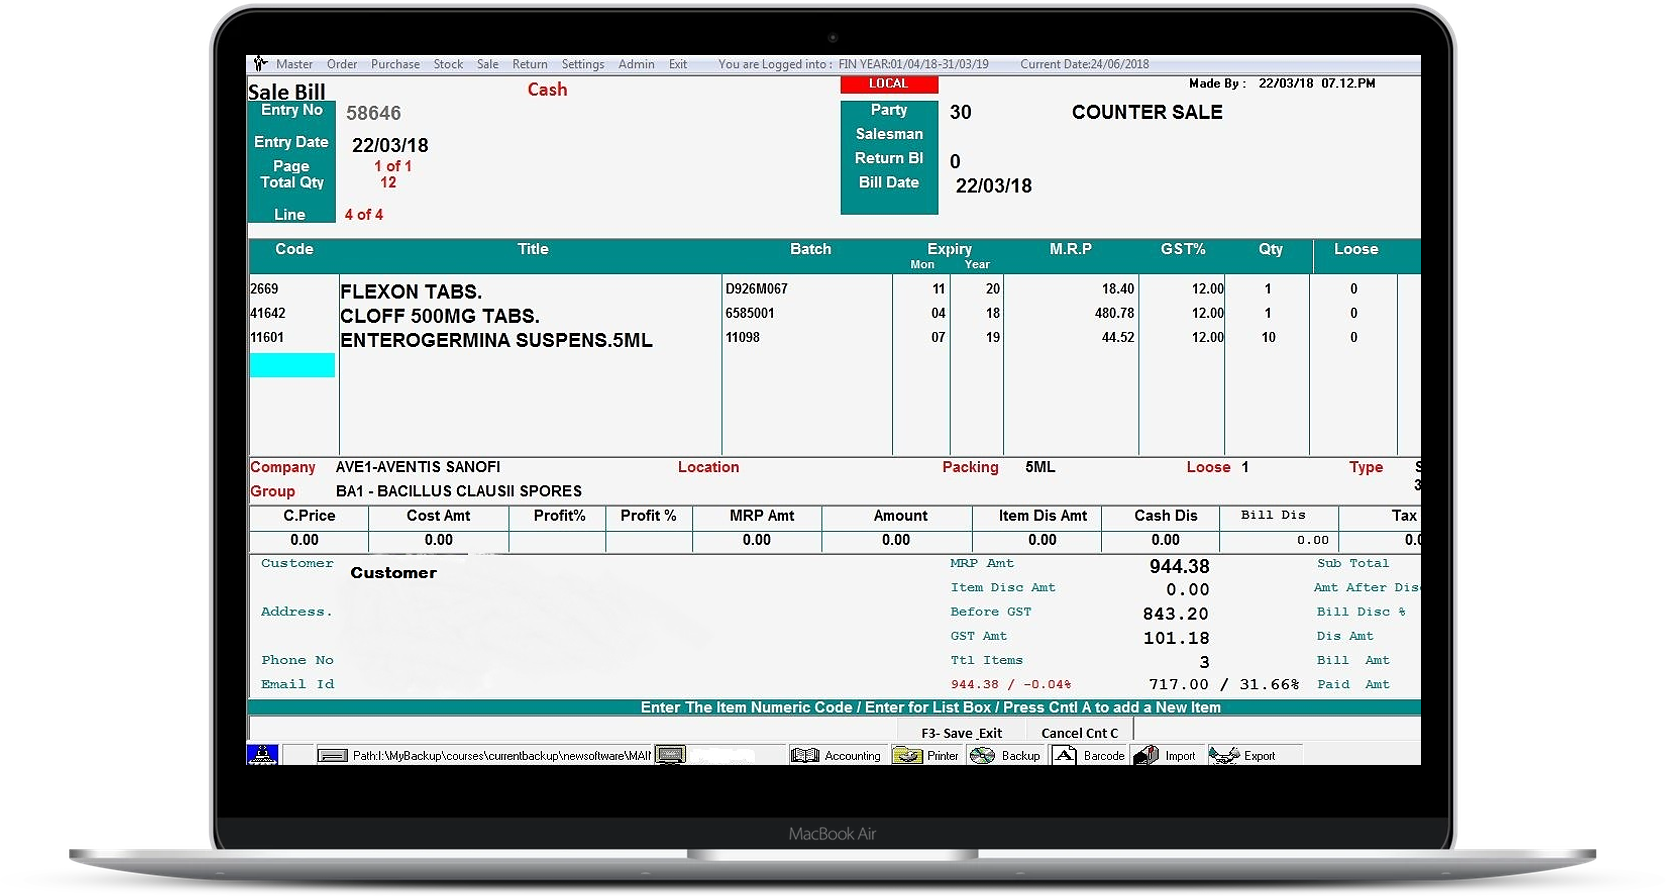 Master Order Purchase Stock Sale Return Settings Admin Exit You are Logged into : FIN YEAR:01/04/18-31/03/19 Current Date:24/06/2018
Sale Bill Cash LOCAL Made By : 22/03/18 07.12.PM
Entry No 58646 Party 30 COUNTER SALE
Salesman
Entry Date 22/03/18
Return Bl 0
Page 1 of 1
Total Qty 12 Bill Date 22/03/18
Line 4 of 4
Code Title Batch Expiry M.R.P GST% Qty Loose
Mon Year
2669 FLEXON TABS. D926M067 11 20 18.40 12.00 1 0
41642 CLOFF 500MG TABS. 6585001 04 18 480.78 12.00 1 0
11601 ENTEROGERMINA SUSPENS.5ML 11098 07 19 44.52 12.00 10 0
Company AVE1-AVENTIS SANOFI Location Packing 5ML Loose 1 Type
Group BA1 - BACILLUS CLAUSII SPORES
C.Price Cost Amt Profit% Profit % MRP Amt Amount Item Dis Amt Cash Dis Bill Dis Tax
0.00 0.00 0.00 0.00 0.00 0.00 0.00 0.0
Customer Customer MRP Amt 944.38 Sub Total
Item Disc Amt 0.00 Amt After Dis
Address. Before GST 843.20 Bill Disc %
GST Amt 101.18 Dis Amt
Phone No Ttl Items 3 Bill Amt
Email Id 944.38 / -0.04% 717.00 / 31.66% Paid Amt
Enter The Item Numeric Code / Enter for List Box / Press Cntl A to add a New Item
F3- Save Exit Cancel Cnt C
Path:I:\MyBackup\courses\currentbackup\newsoftware\MAIN Accounting Printer Backup Barcode Import Export
MacBook Air